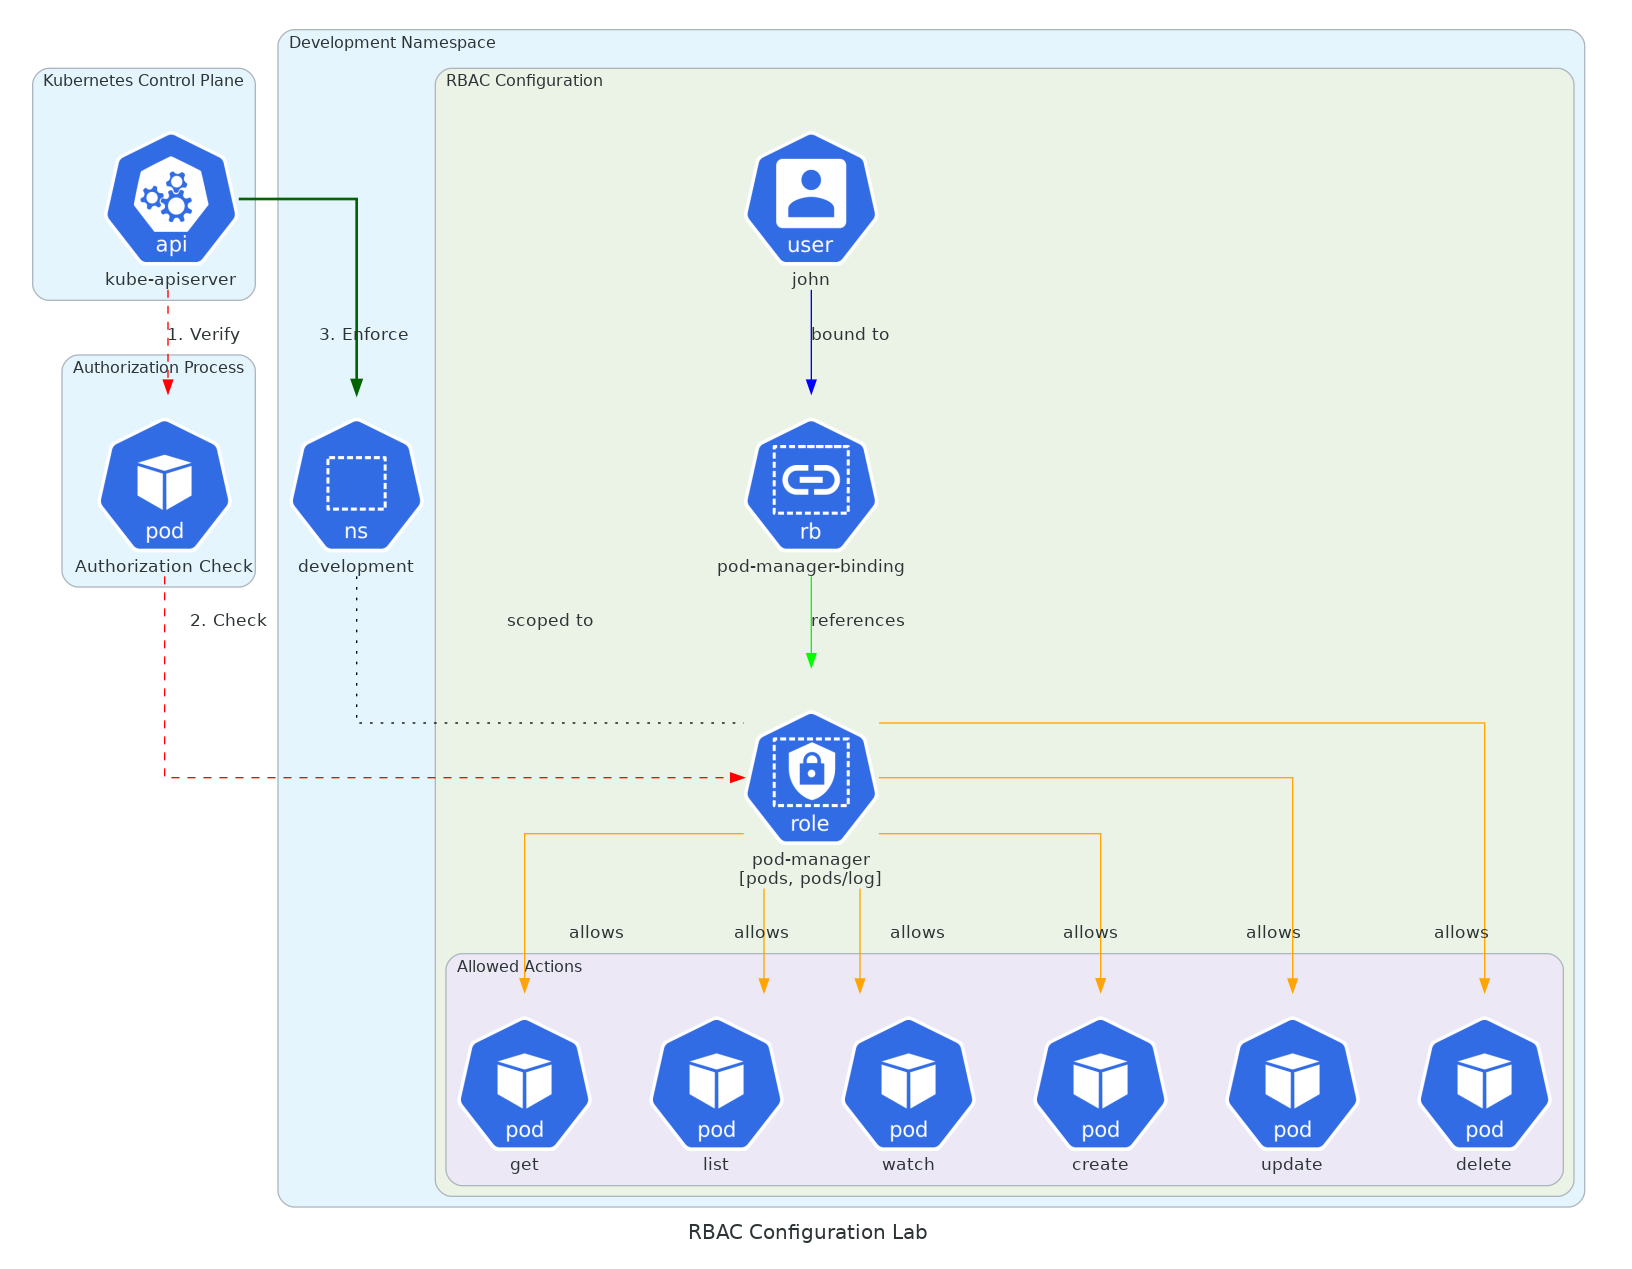 Development Namespace
Kubernetes Control Plane
RBAC Configuration
api
kube-apiserver
user
john
1. Verify
3. Enforce
bound to
Authorization Process
pod
Authorization Check
ns
development
rb
pod-manager-binding
2. Check
scoped to
references
role
pod-manager
[pods, pods/log]
allows
allows
allows
allows
allows
allows
Allowed Actions
pod
get
pod
list
pod
watch
pod
create
pod
update
pod
delete
RBAC Configuration Lab